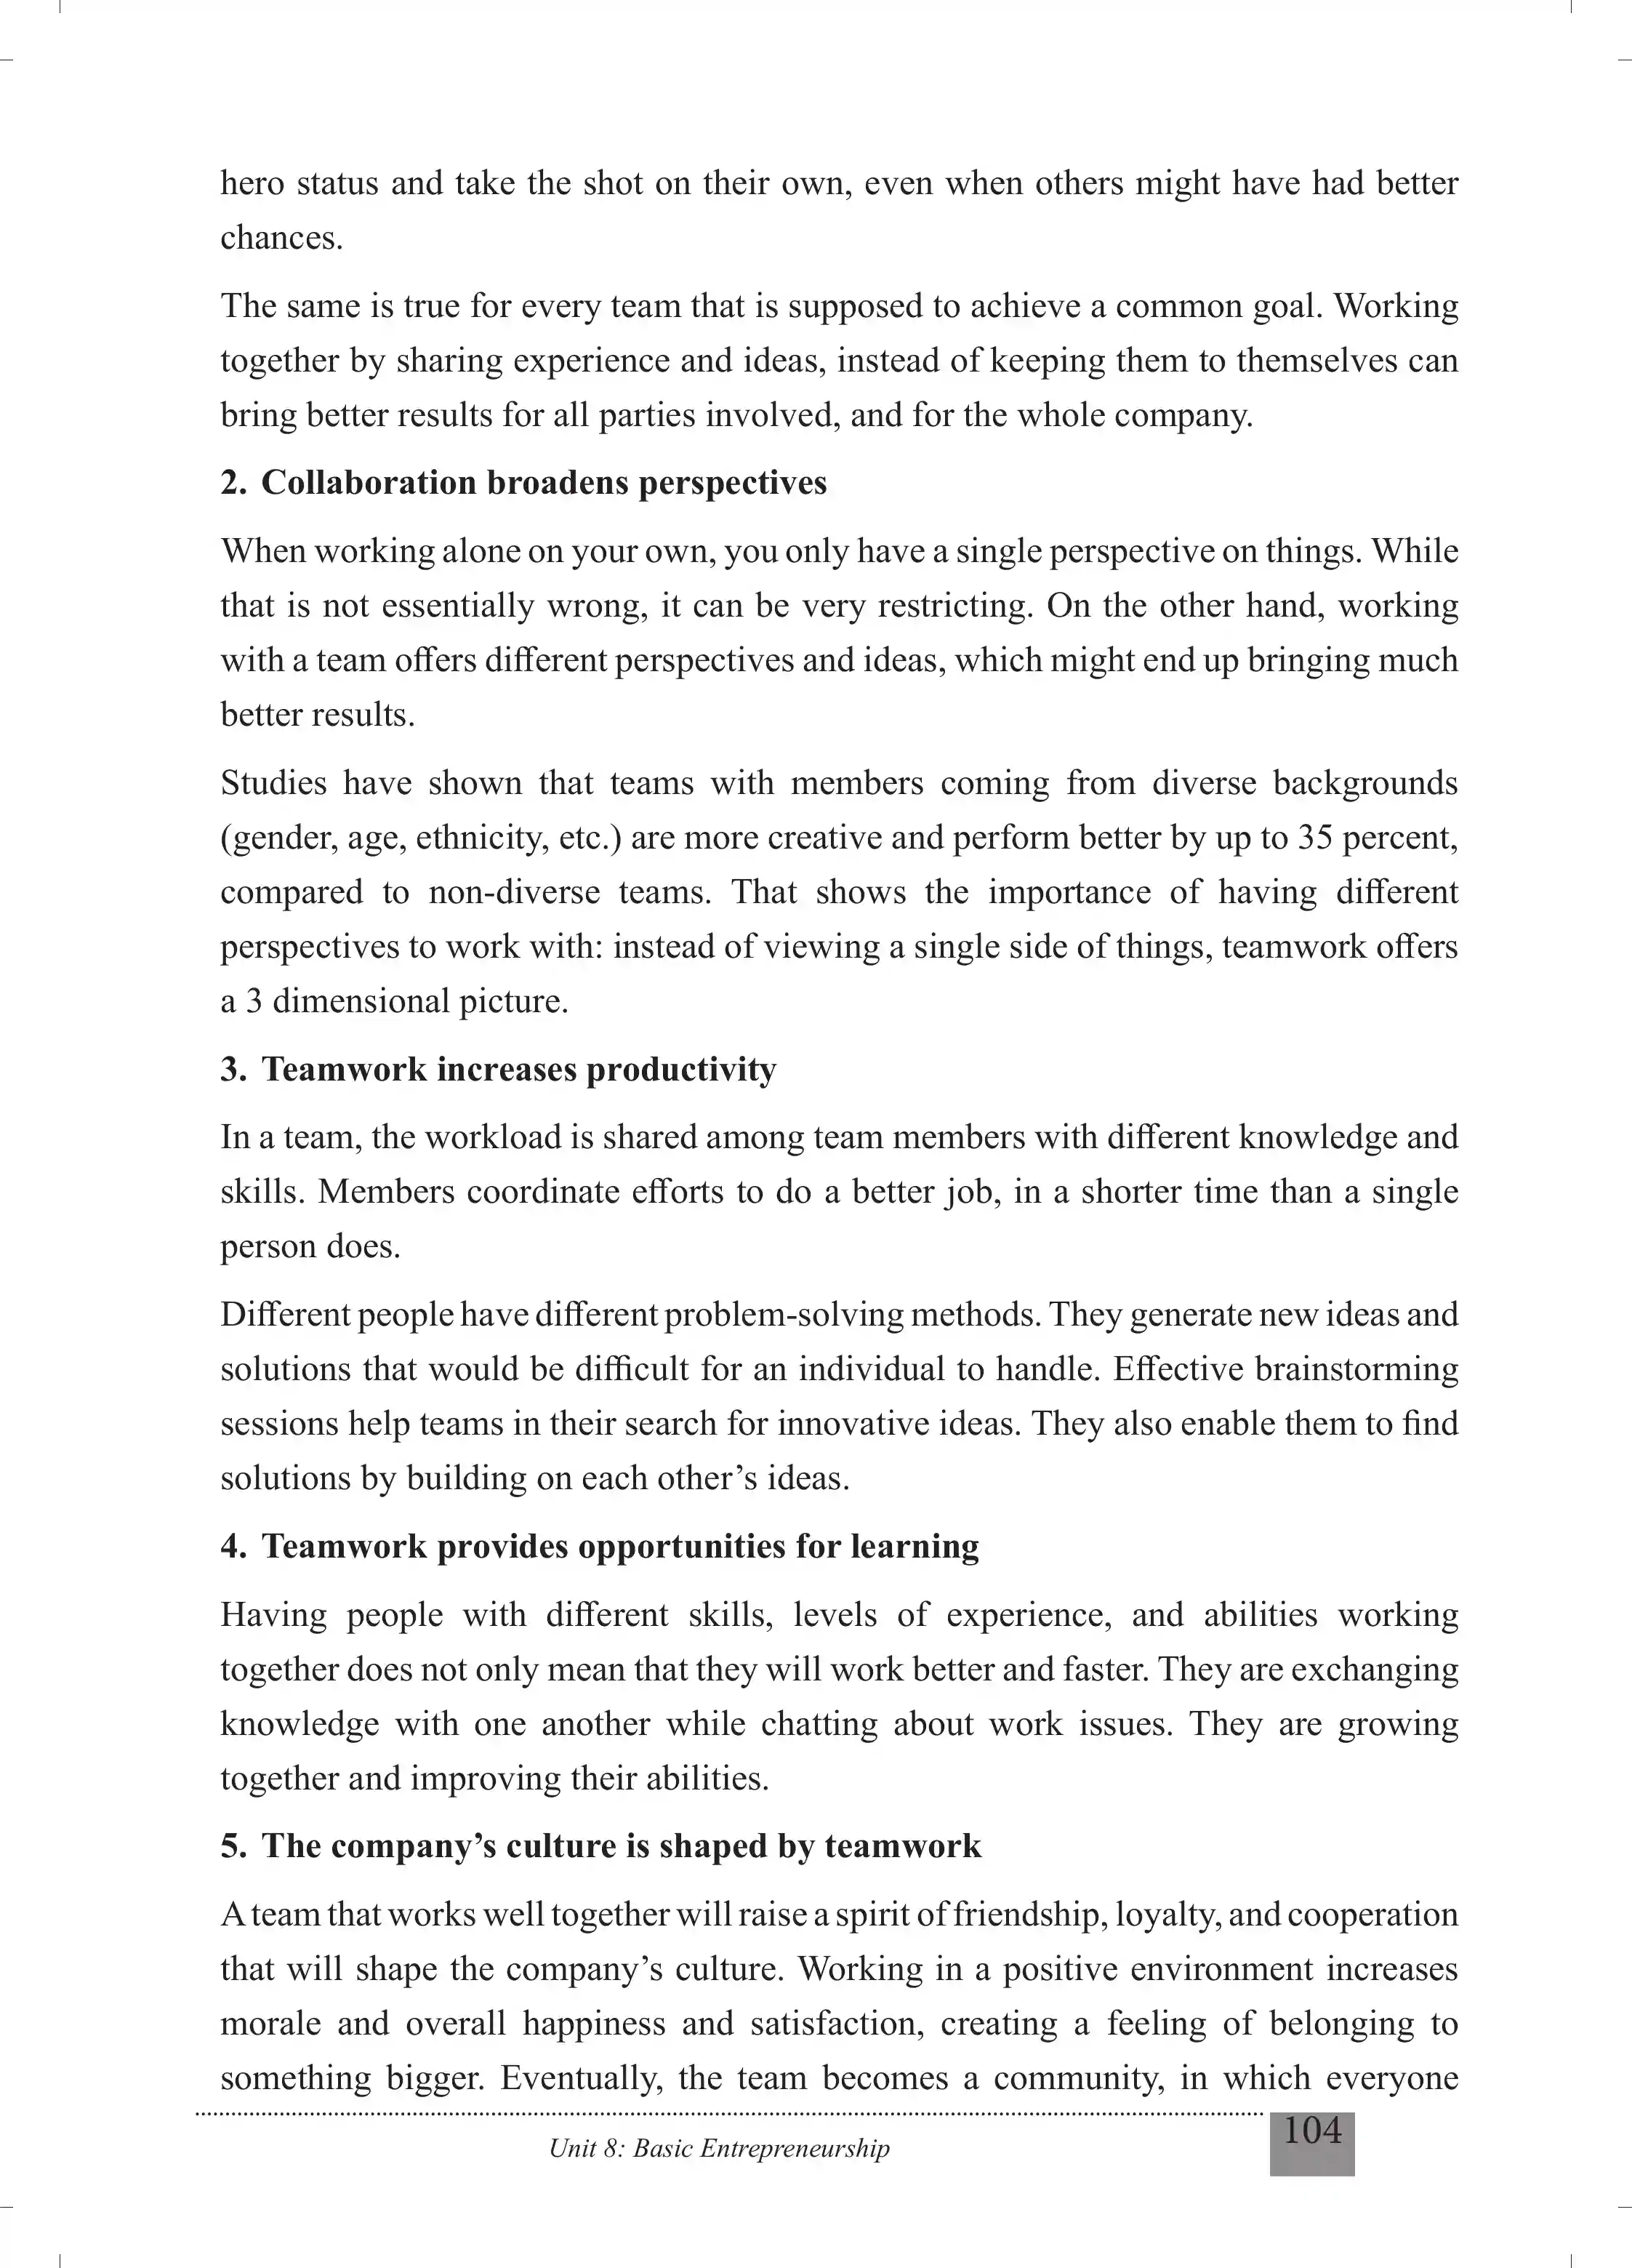 hero status and take the shot on their own, even when others might have had better
chances.
The same is true for every team that is supposed to achieve a common goal. Working
together by sharing experience and ideas, instead of keeping them to themselves can
bring better results for all parties involved, and for the whole company.
2. Collaboration broadens perspectives
When working alone on your own, you only have a single perspective on things. While
that is not essentially wrong, it can be very restricting. On the other hand, working
with a team offers different perspectives and ideas, which might end up bringing much
better results.
Studies have shown that teams with members coming from diverse backgrounds
(gender, age, ethnicity, etc.) are more creative and perform better by up to 35 percent,
compared to non-diverse teams. That shows the importance of having different
perspectives to work with: instead of viewing a single side of things, teamwork offers
a 3 dimensional picture.
3. Teamwork increases productivity
In a team, the workload is shared among team members with different knowledge and
skills. Members coordinate efforts to do a better job, in a shorter time than a single
person does.
Different people have different problem-solving methods. They generate new ideas and
solutions that would be difficult for an individual to handle. Effective brainstorming
sessions help teams in their search for innovative ideas. They also enable them to find
solutions by building on each other’s ideas.
4. Teamwork provides opportunities for learning
Having people with different skills, levels of experience, and abilities working
together does not only mean that they will work better and faster. They are exchanging
knowledge with one another while chatting about work issues. They are growing
together and improving their abilities.
5. The company’s culture is shaped by teamwork
A team that works well together will raise a spirit of friendship, loyalty, and cooperation
that will shape the company’s culture. Working in a positive environment increases
morale and overall happiness and satisfaction, creating a feeling of belonging to
something bigger. Eventually, the team becomes a community, in which everyone
Unit 8: Basic Entrepreneurship
104